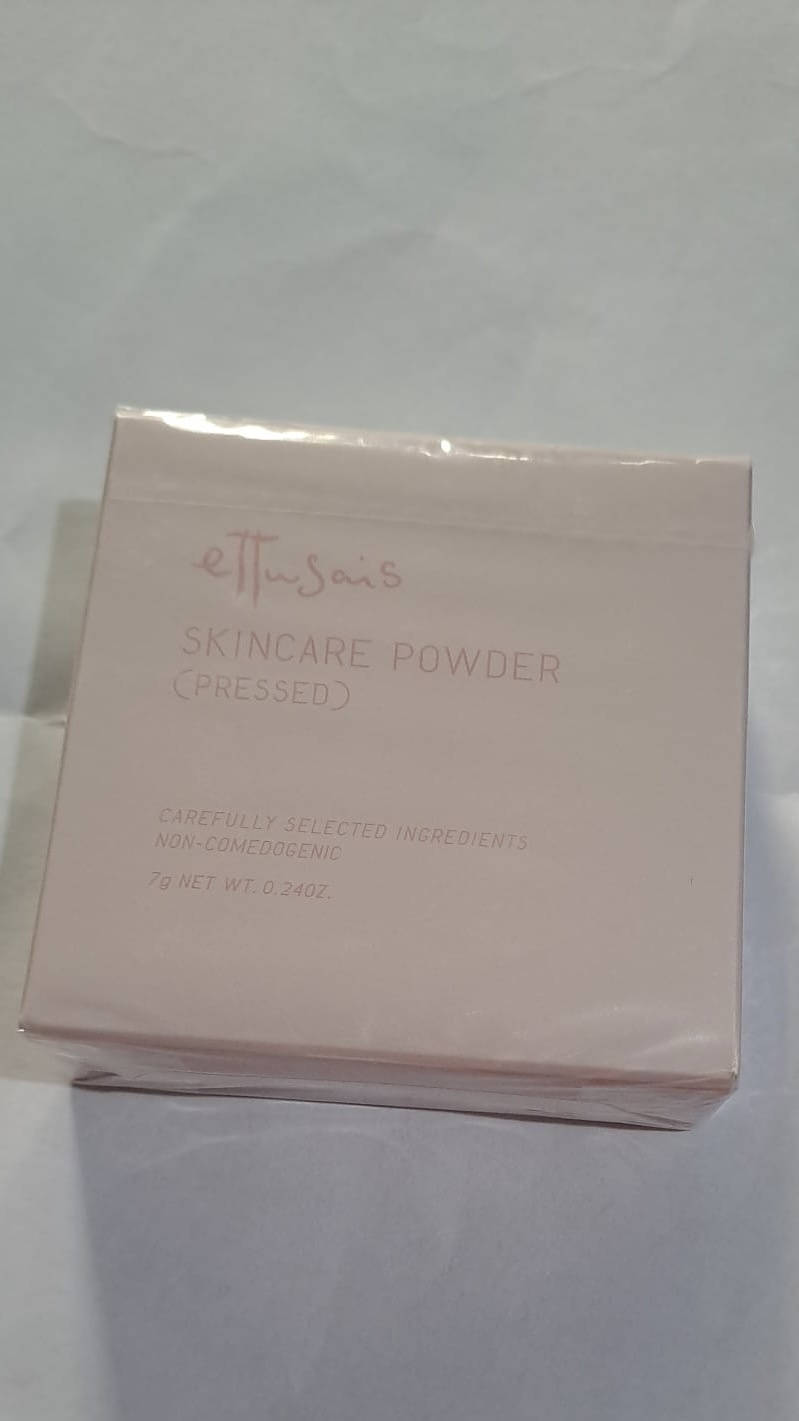 ettusais
SKINCARE POWDER
(PRESSED)
CAREFULLY SELECTED INGREDIENTS
NON-COMEDOGENIC
7g NET WT. 0.24OZ.